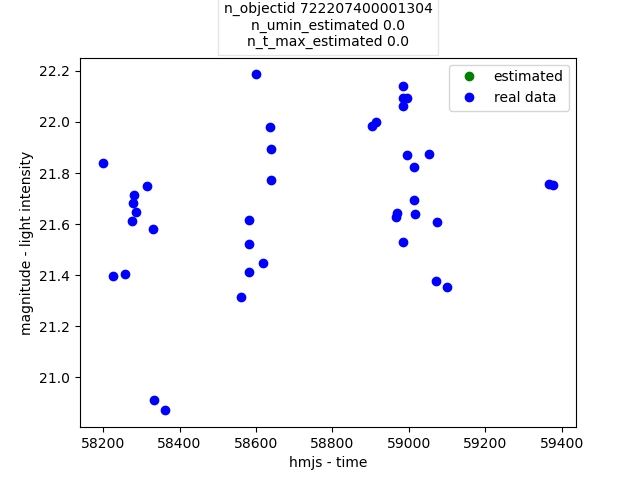 n_objectid 722207400001304
n_umin_estimated 0.0
n_t_max_estimated 0.0
estimated
real data
22.2
22.0
21.8
21.6
21.4
21.2
21.0
magnitude - light intensity
58200 58400 58600 58800 59000 59200 59400
hmjs - time